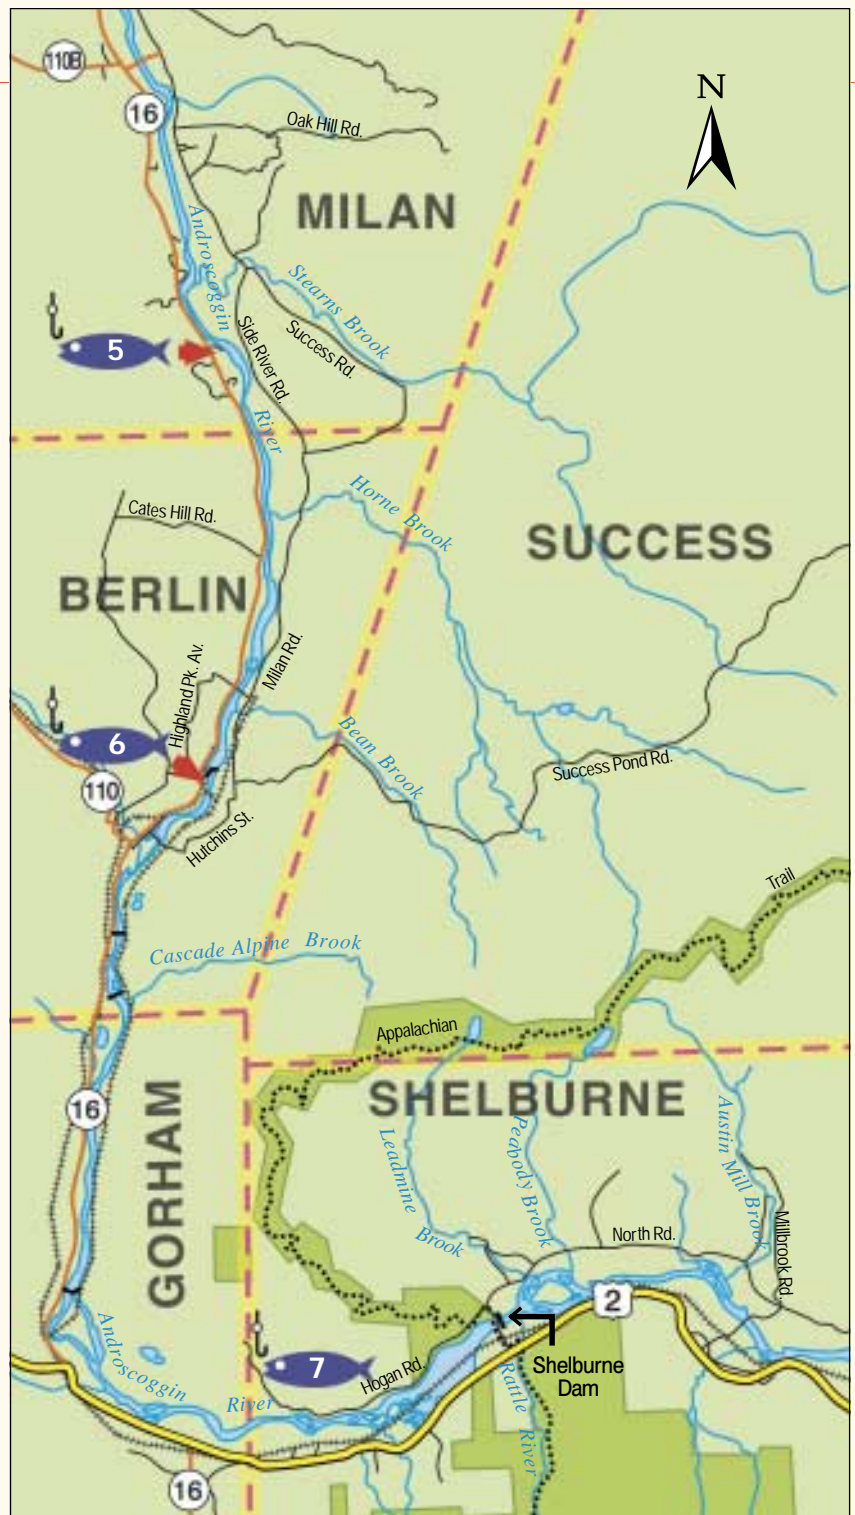 110B
16
N
Oak Hill Rd.
MILAN
Androscoggin
River
Stearns Brook
Success Rd.
Side River Rd.
5
Horne Brook
Cates Hill Rd.
SUCCESS
BERLIN
Milan Rd.
Highland Pk. Av.
6
Bean Brook
110
Success Pond Rd.
Hutchins St.
Trail
Cascade Alpine Brook
Appalachian
SHELBURNE
16
GORHAM
Leadmine
Brook
Peabody Brook
Austin Mill Brook
Millbrook Rd.
North Rd.
2
Androscoggin
River
7
Hogan Rd.
Shelburne
Dam
Rattle River
16